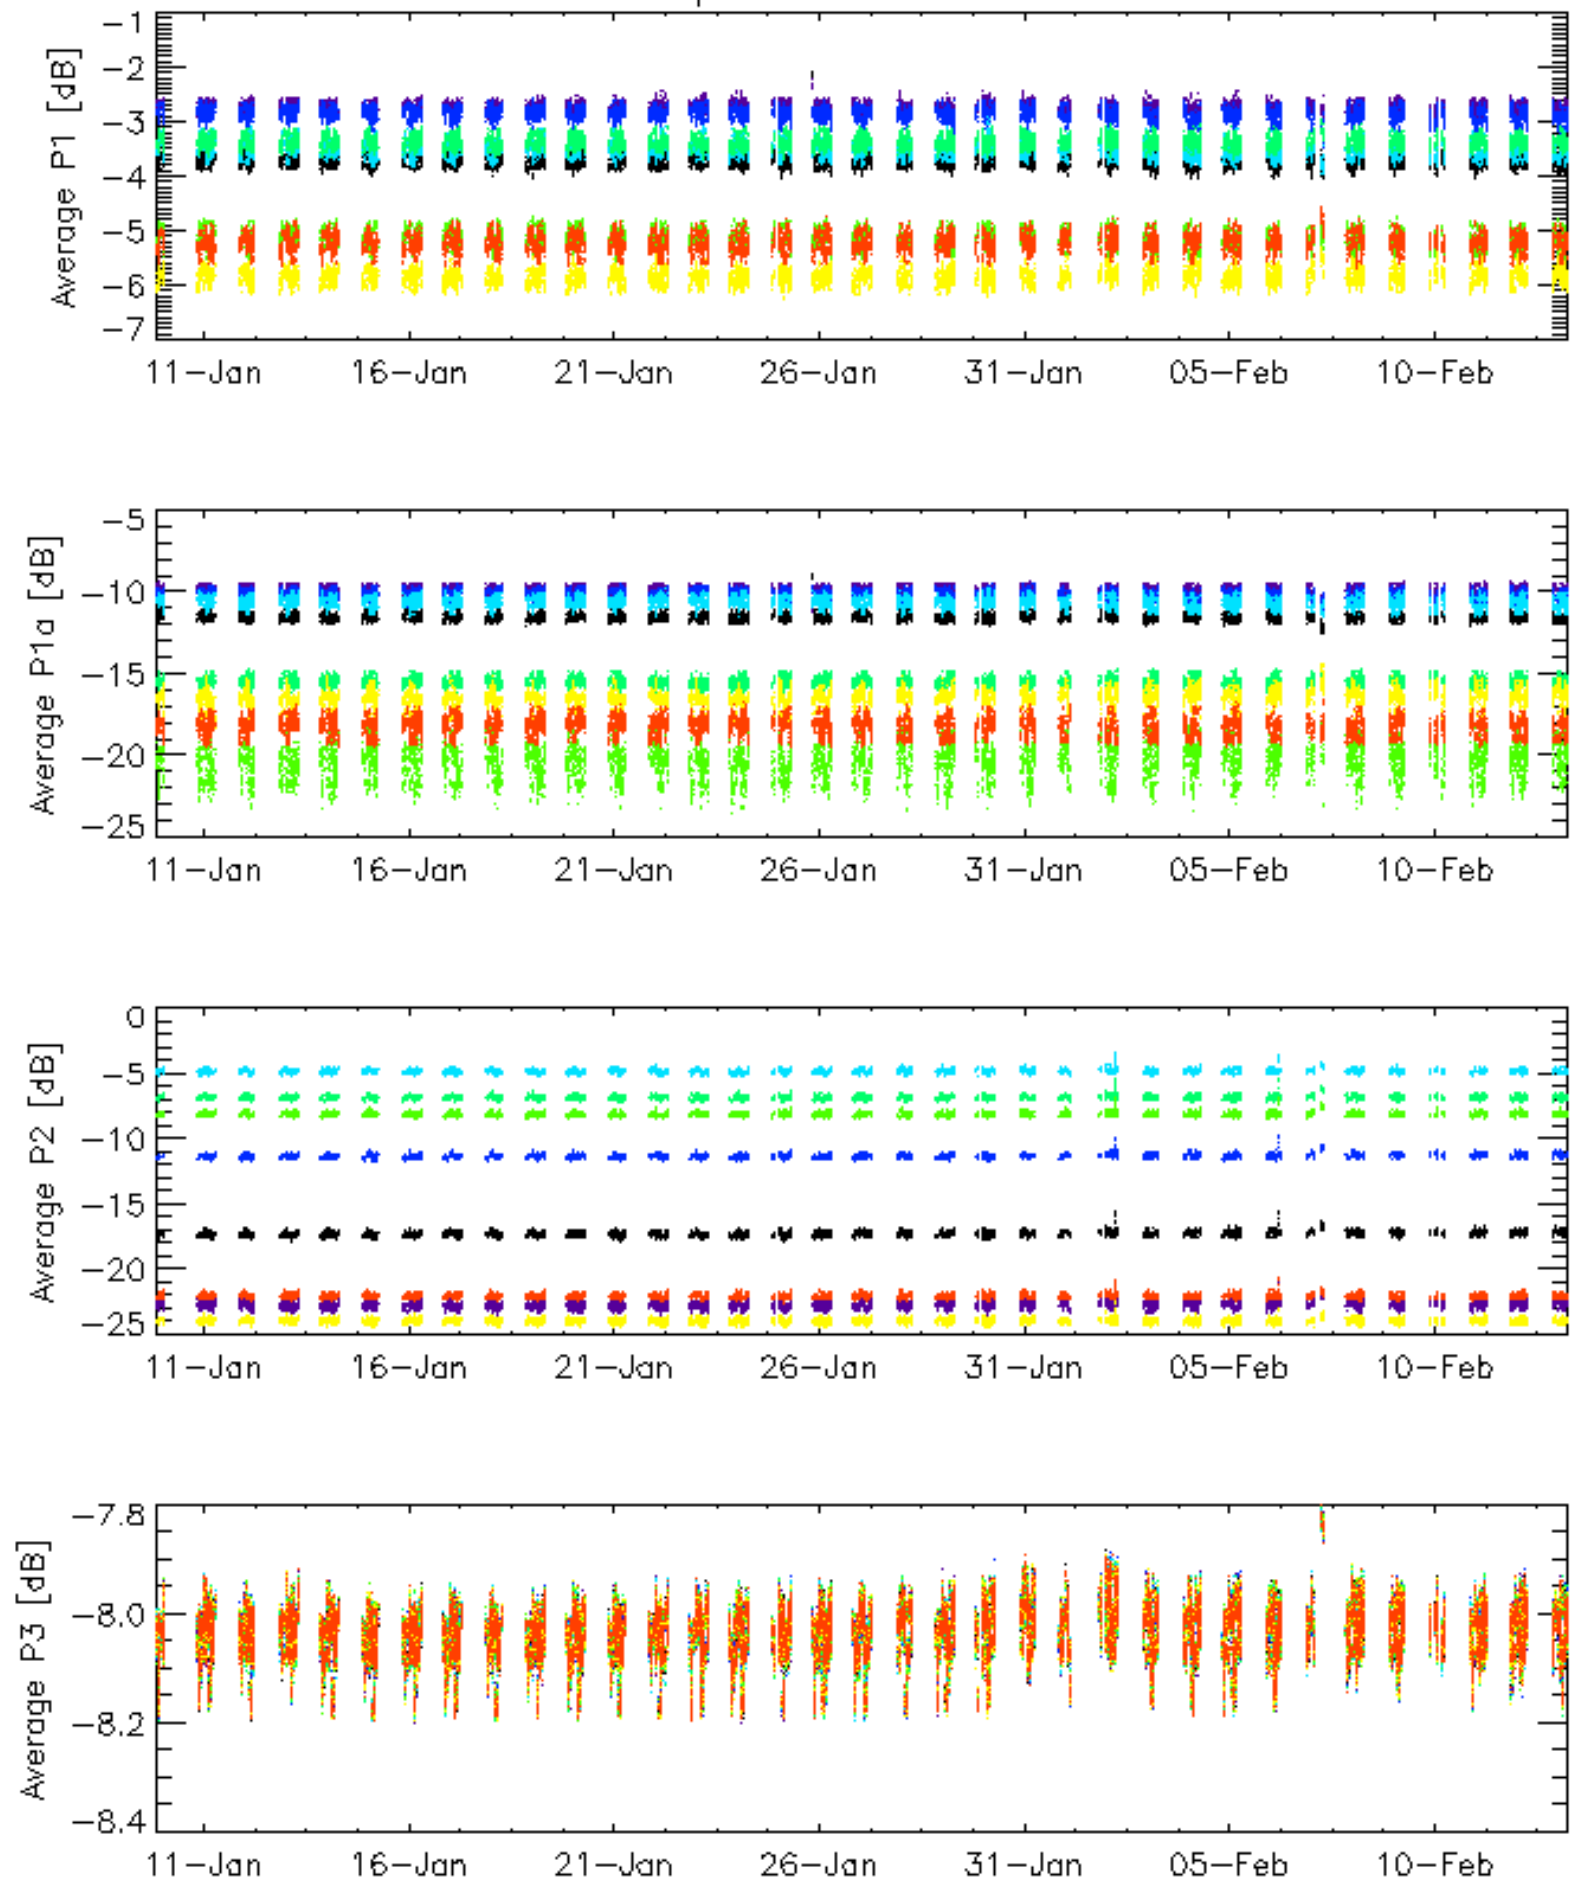 Average P1 [dB]
-1
-2
-3
-4
-5
-6
-7
11-Jan 16-Jan 21-Jan 26-Jan 31-Jan 05-Feb 10-Feb
Average P1a [dB]
-5
-10
-15
-20
-25
11-Jan 16-Jan 21-Jan 26-Jan 31-Jan 05-Feb 10-Feb
Average P2 [dB]
0
-5
-10
-15
-20
-25
11-Jan 16-Jan 21-Jan 26-Jan 31-Jan 05-Feb 10-Feb
Average P3 [dB]
-7.8
-8.0
-8.2
-8.4
11-Jan 16-Jan 21-Jan 26-Jan 31-Jan 05-Feb 10-Feb